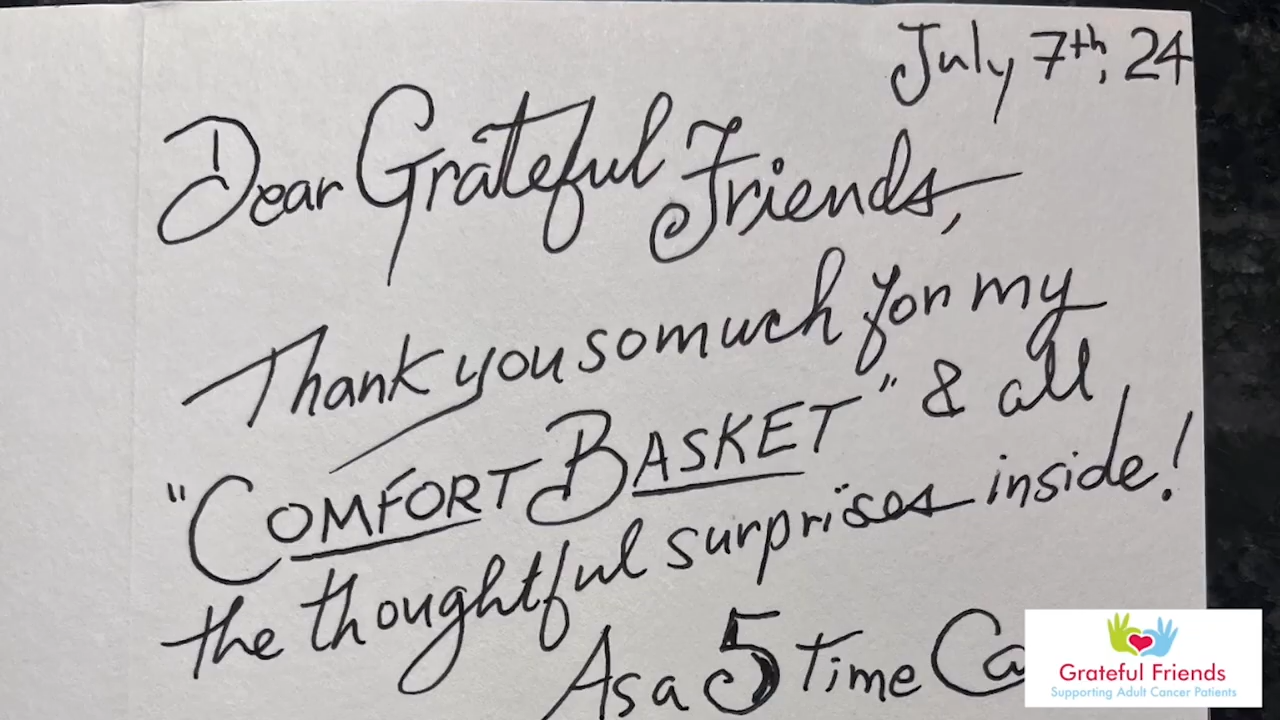 July 7th, 24
Dear Grateful Friends,
Thank you so much for my
"COMFORT BASKET" & all
the thoughtful surprises inside!
As a 5 Time Ca
Grateful Friends
Supporting Adult Cancer Patients